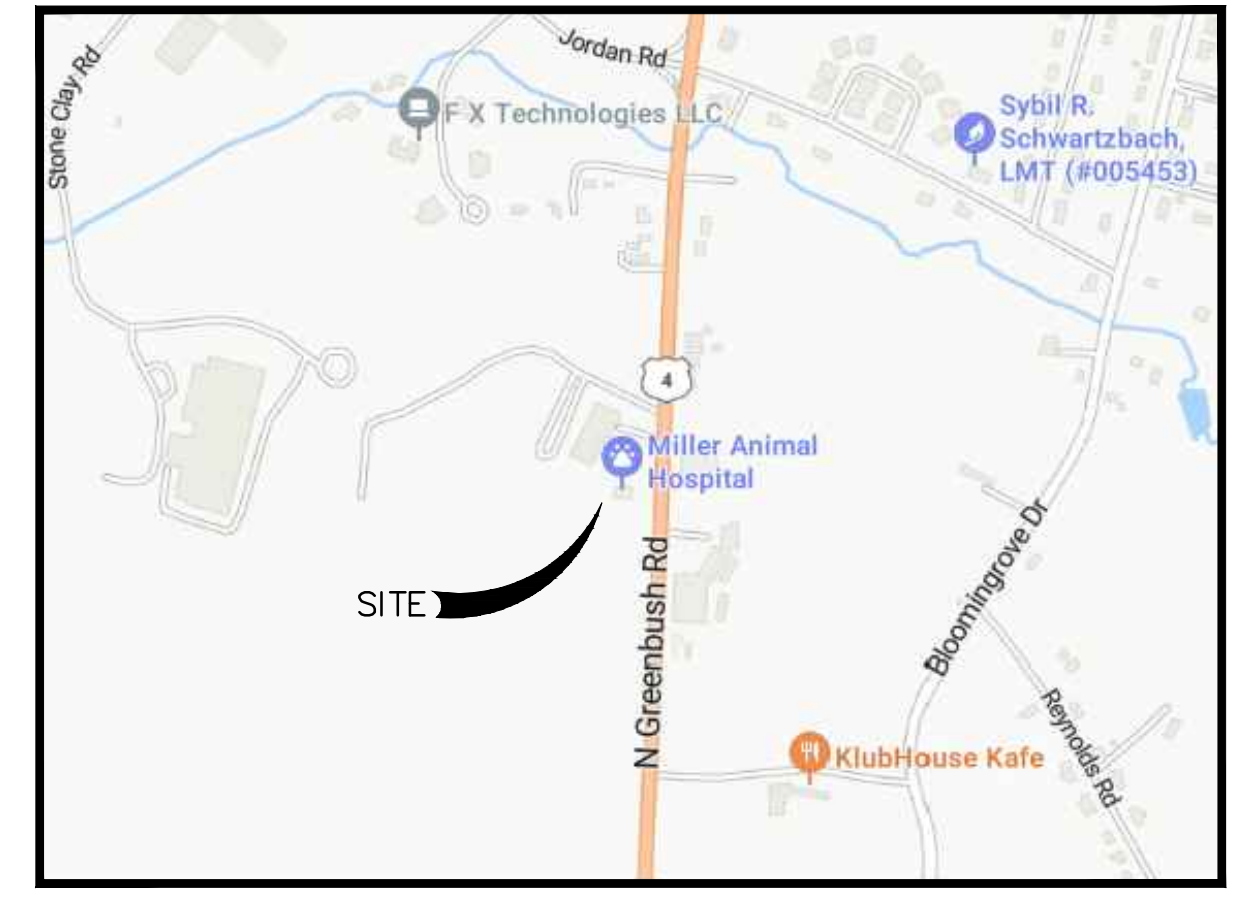 Jordan Rd
Stone Clay Rd
F X Technologies LLC
Sybil R.
Schwartzbach,
LMT (#005453)
4
Miller Animal
Hospital
SITE
N Greenbush Rd
Bloomingrove Dr
Reynolds Rd
KlubHouse Kafe